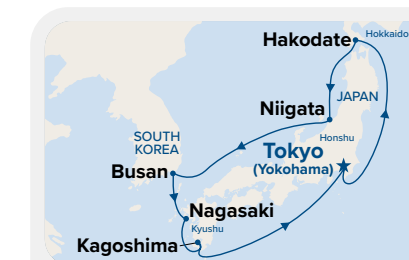 Hokkaido
Hakodate
JAPAN
Niigata
SOUTH
KOREA
Honshu
Tokyo
(Yokohama)
Busan
Nagasaki
Kyushu
Kagoshima